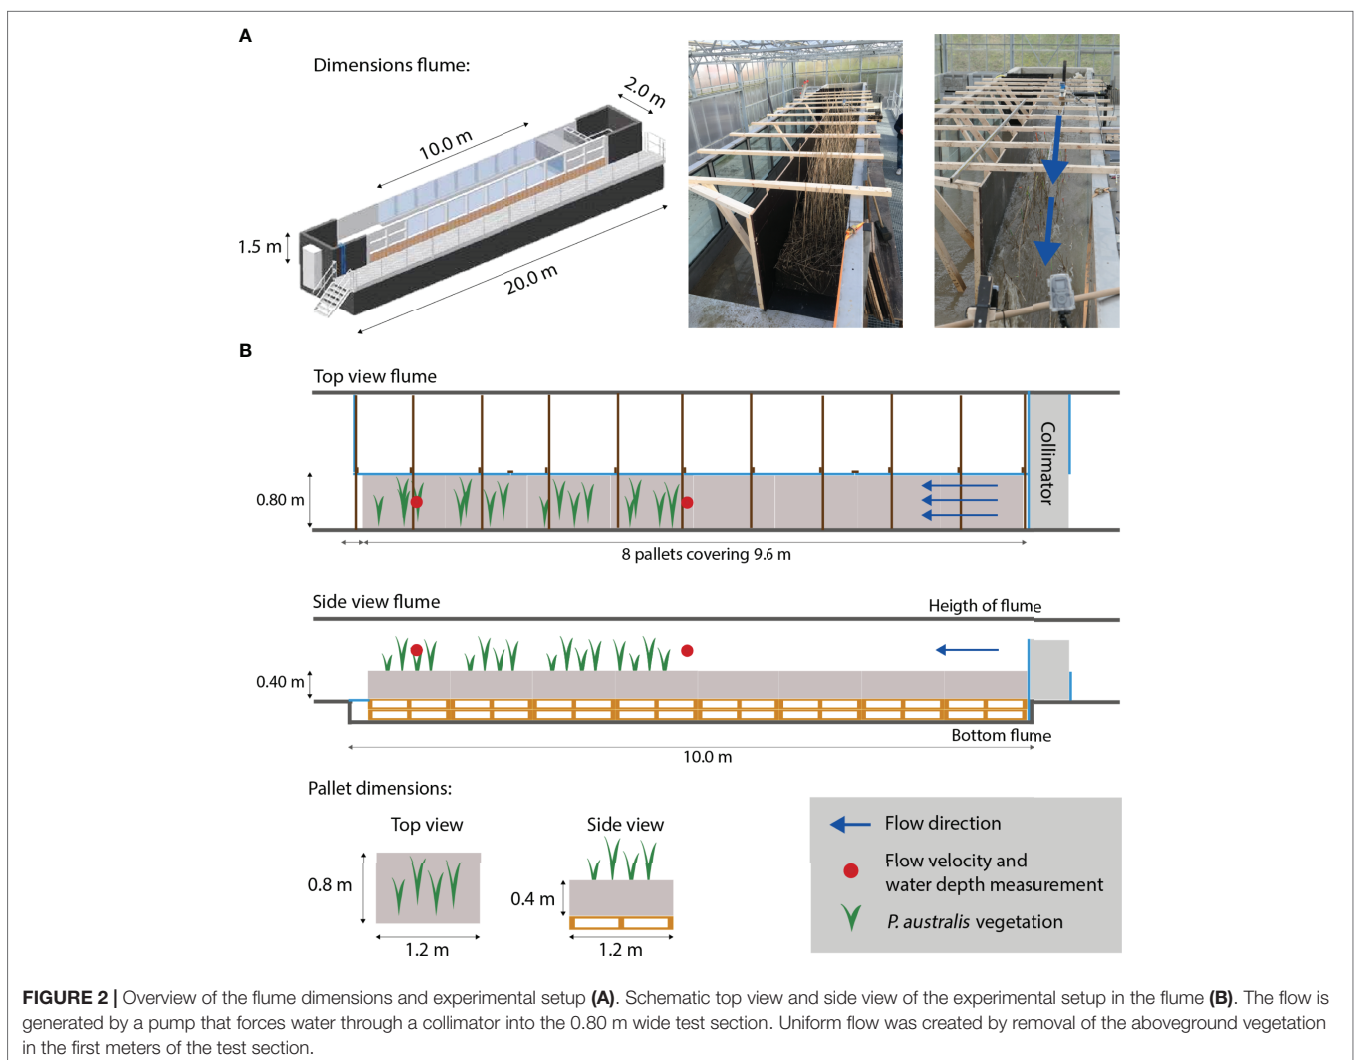 A
Dimensions flume:
2.0 m
10.0 m
1.5 m
20.0 m
B
Top view flume
Collimator
0.80 m
8 pallets covering 9.6 m
Side view flume
Heigth of flume
0.40 m
Bottom flume
10.0 m
Pallet dimensions:
Top view
Side view
0.8 m
0.4 m
1.2 m
1.2 m
Flow direction
Flow velocity and
water depth measurement
P. australis vegetation
FIGURE 2 | Overview of the flume dimensions and experimental setup (A). Schematic top view and side view of the experimental setup in the flume (B). The flow is
generated by a pump that forces water through a collimator into the 0.80 m wide test section. Uniform flow was created by removal of the aboveground vegetation
in the first meters of the test section.